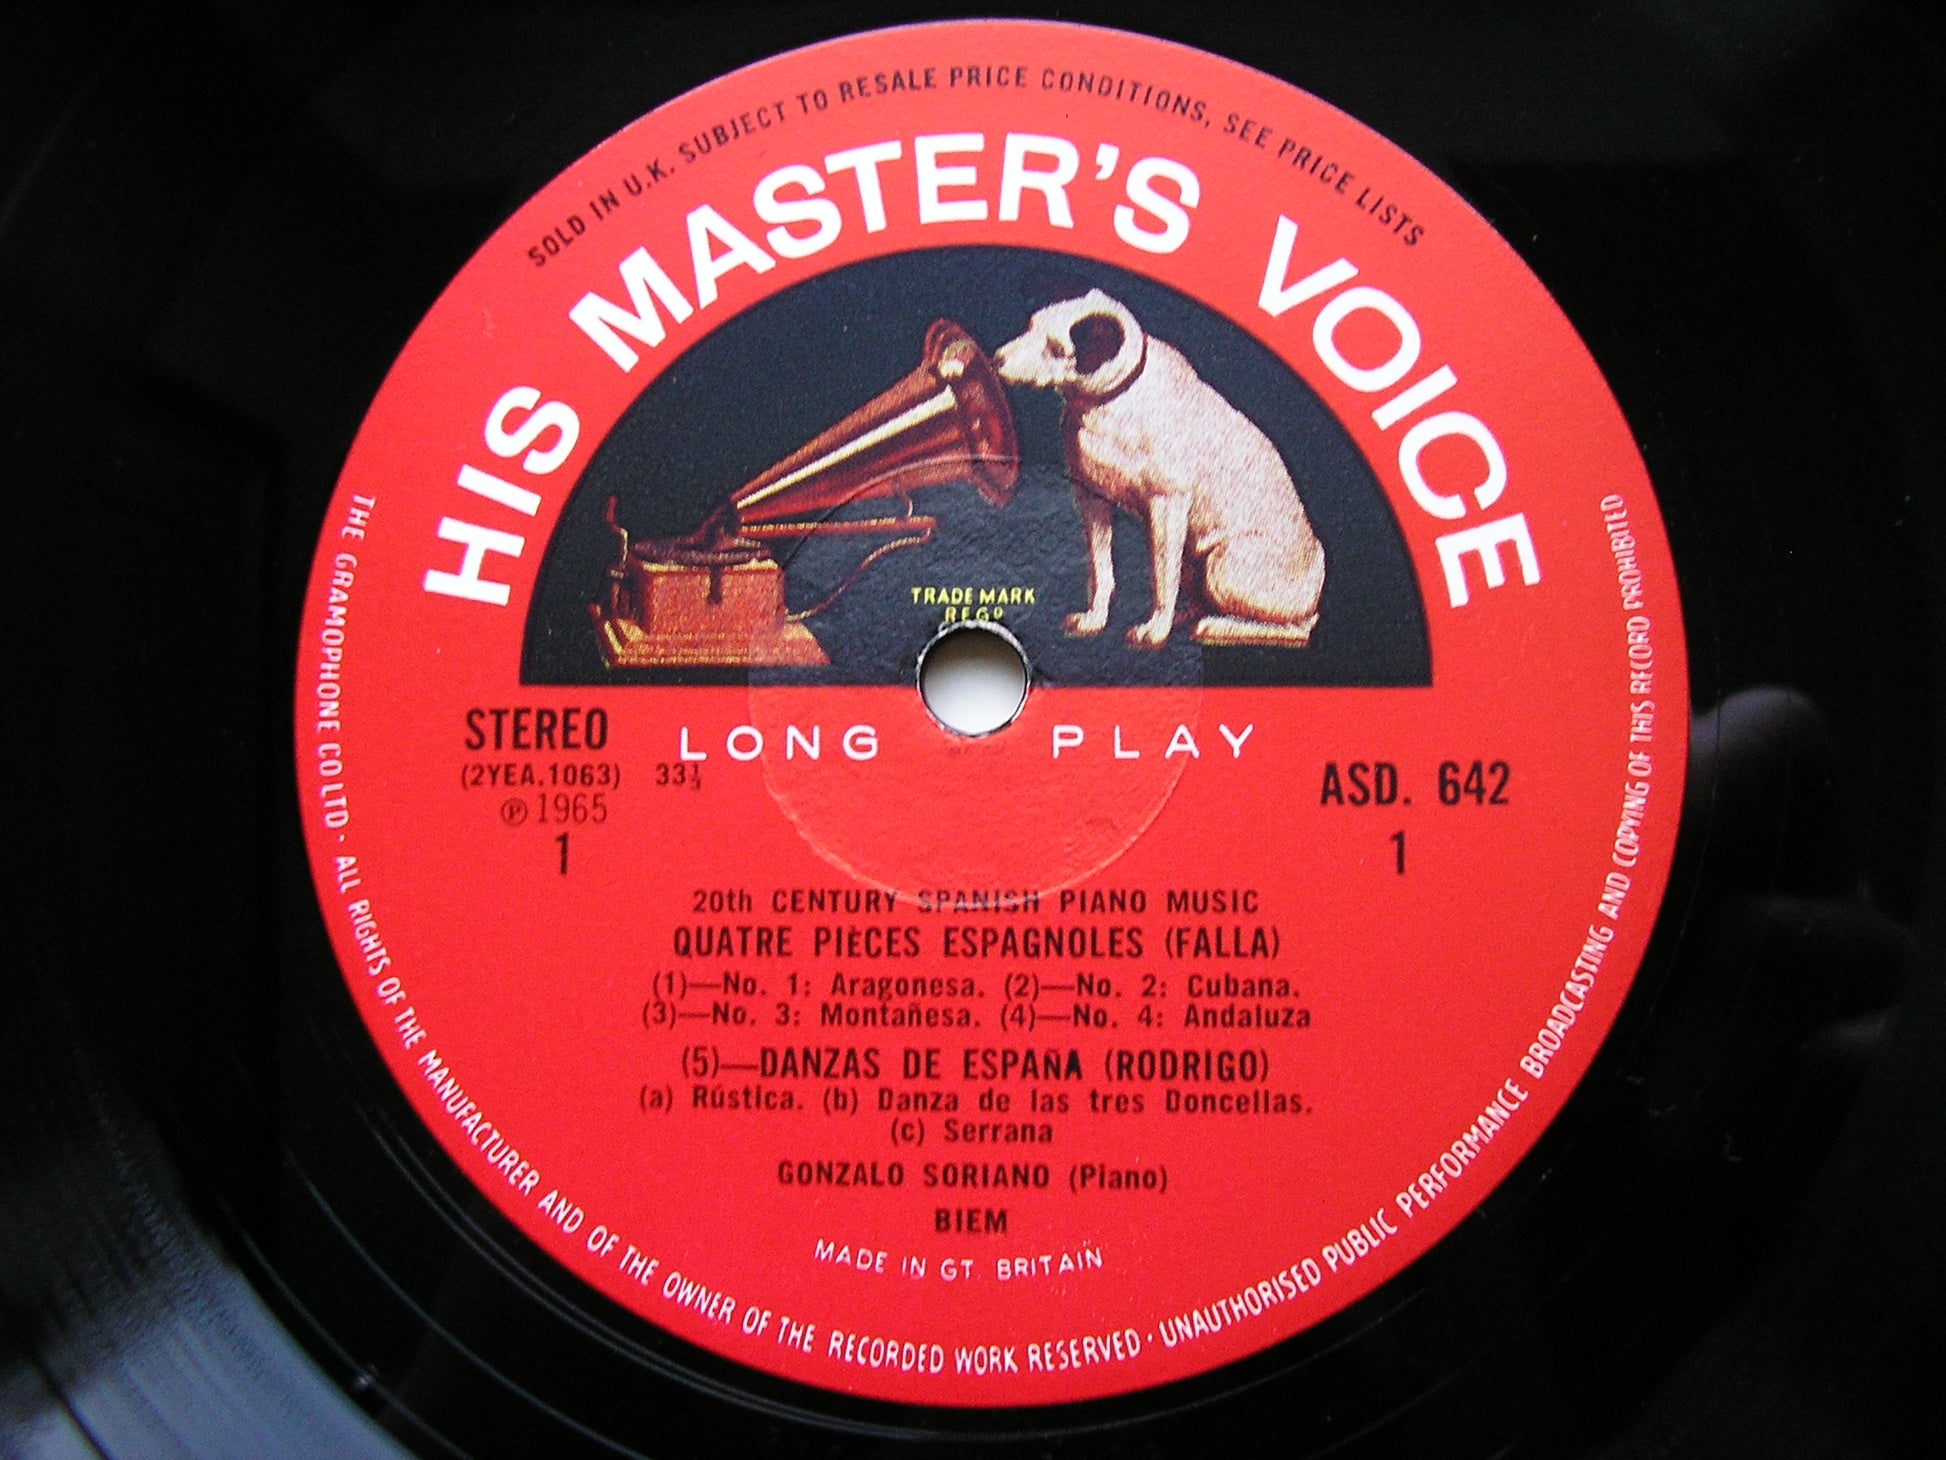 SOLD IN U.K. SUBJECT TO RESALE PRICE CONDITIONS, SEE PRICE LISTS
HIS MASTER'S VOICE
TRADE MARK
REGD
LONG PLAY
STEREO
(2YEA.1063) 33⅓
℗ 1965
1
ASD. 642
1
20th CENTURY SPANISH PIANO MUSIC
QUATRE PIÈCES ESPAGNOLES (FALLA)
(1)—No. 1: Aragonesa. (2)—No. 2: Cubana.
(3)—No. 3: Montañesa. (4)—No. 4: Andaluza
(5)—DANZAS DE ESPAÑA (RODRIGO)
(a) Rústica. (b) Danza de las tres Doncellas.
(c) Serrana
GONZALO SORIANO (Piano)
BIEM
MADE IN GT. BRITAIN
THE GRAMOPHONE CO LTD · ALL RIGHTS OF THE MANUFACTURER AND OF THE OWNER OF THE RECORDED WORK RESERVED · UNAUTHORISED PUBLIC PERFORMANCE BROADCASTING AND COPYING OF THIS RECORD PROHIBITED